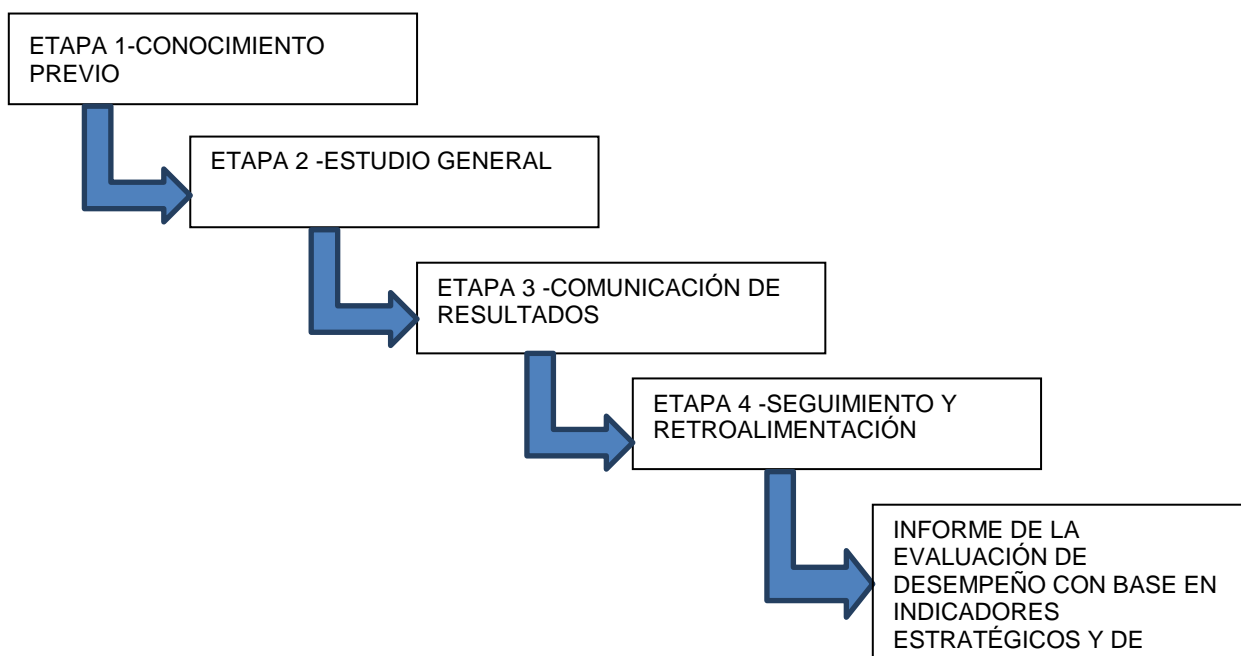 ETAPA 1-CONOCIMIENTO
PREVIO
ETAPA 2 -ESTUDIO GENERAL
ETAPA 3 -COMUNICACIÓN DE
RESULTADOS
ETAPA 4 -SEGUIMIENTO Y
RETROALIMENTACIÓN
INFORME DE LA
EVALUACIÓN DE
DESEMPEÑO CON BASE EN
INDICADORES
ESTRATÉGICOS Y DE